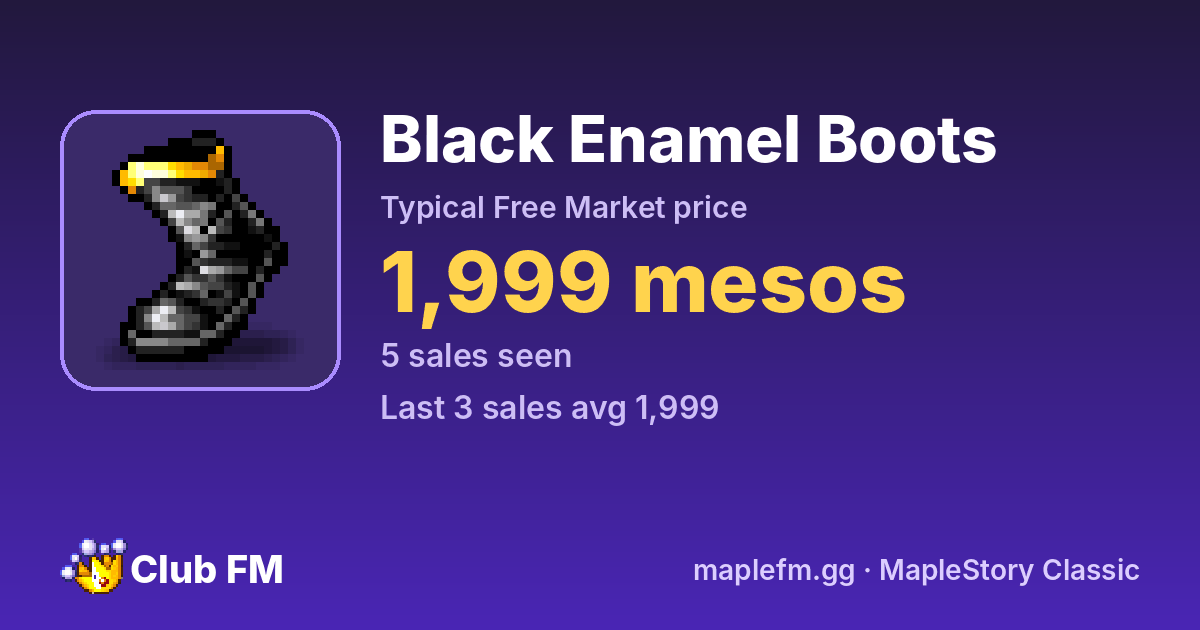 Black Enamel Boots
Typical Free Market price
1,999 mesos
5 sales seen
Last 3 sales avg 1,999
Club FM
maplefm.gg · MapleStory Classic